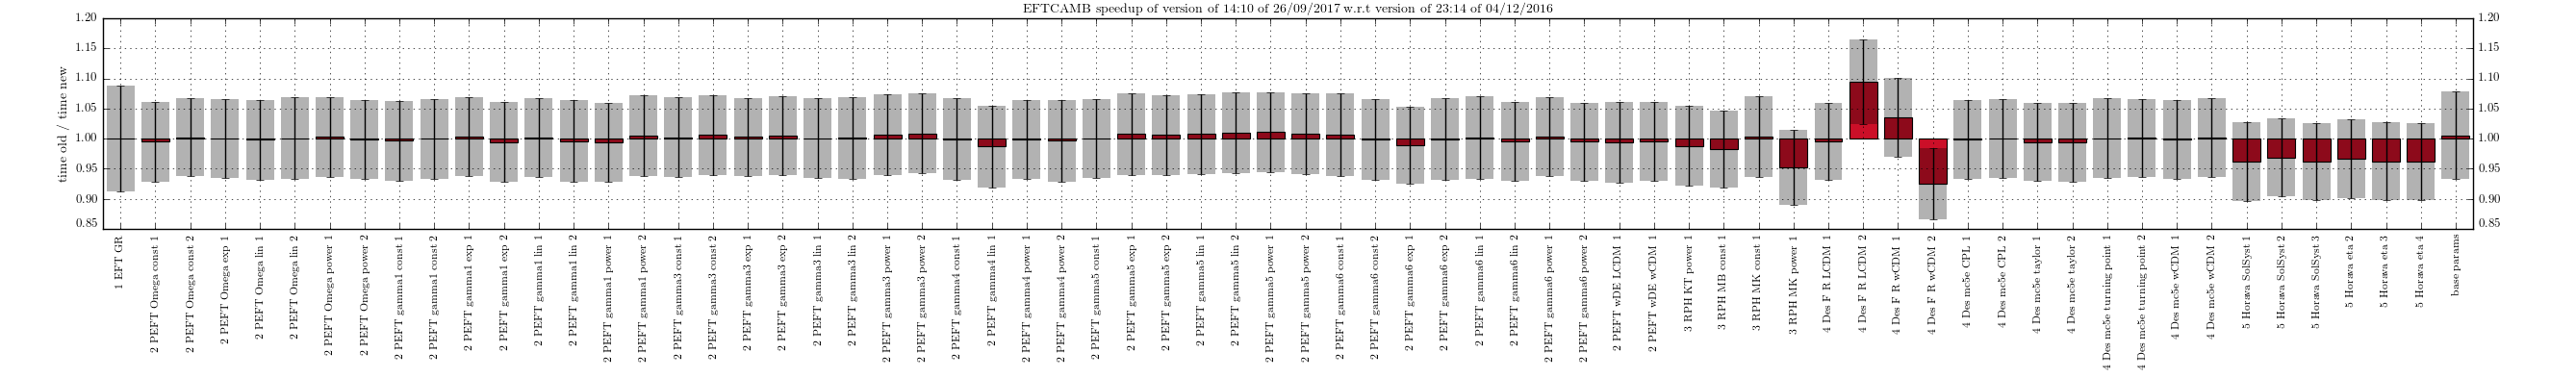 EFTCAMB speedup of version of 14:10 of 26/09/2017 w.r.t version of 23:14 of 04/12/2016
time old / time new
1.20
1.15
1.10
1.05
1.00
0.95
0.90
0.85
1.20
1.15
1.10
1.05
1.00
0.95
0.90
0.85
1 EFT GR
2 PEFT Omega const 1
2 PEFT Omega const 2
2 PEFT Omega exp 1
2 PEFT Omega lin 1
2 PEFT Omega lin 2
2 PEFT Omega power 1
2 PEFT Omega power 2
2 PEFT gamma1 const 1
2 PEFT gamma1 const 2
2 PEFT gamma1 exp 1
2 PEFT gamma1 exp 2
2 PEFT gamma1 lin 1
2 PEFT gamma1 lin 2
2 PEFT gamma1 power 1
2 PEFT gamma1 power 2
2 PEFT gamma3 const 1
2 PEFT gamma3 const 2
2 PEFT gamma3 exp 1
2 PEFT gamma3 exp 2
2 PEFT gamma3 lin 1
2 PEFT gamma3 lin 2
2 PEFT gamma3 power 1
2 PEFT gamma3 power 2
2 PEFT gamma4 const 1
2 PEFT gamma4 lin 1
2 PEFT gamma4 power 1
2 PEFT gamma4 power 2
2 PEFT gamma5 const 1
2 PEFT gamma5 exp 1
2 PEFT gamma5 exp 2
2 PEFT gamma5 lin 1
2 PEFT gamma5 lin 2
2 PEFT gamma5 power 1
2 PEFT gamma5 power 2
2 PEFT gamma6 const 1
2 PEFT gamma6 const 2
2 PEFT gamma6 exp 1
2 PEFT gamma6 exp 2
2 PEFT gamma6 lin 1
2 PEFT gamma6 lin 2
2 PEFT gamma6 power 1
2 PEFT gamma6 power 2
2 PEFT wDE LCDM 1
2 PEFT wDE wCDM 1
3 RPH KT power 1
3 RPH MB const 1
3 RPH MK const 1
3 RPH MK power 1
4 Des F R LCDM 1
4 Des F R LCDM 2
4 Des F R wCDM 1
4 Des F R wCDM 2
4 Des mc5e CPL 1
4 Des mc5e CPL 2
4 Des mc5e taylor 1
4 Des mc5e taylor 2
4 Des mc5e turning point 1
4 Des mc5e turning point 2
4 Des mc5e wCDM 1
4 Des mc5e wCDM 2
5 Horava SolSyst 1
5 Horava SolSyst 2
5 Horava SolSyst 3
5 Horava eta 2
5 Horava eta 3
5 Horava eta 4
base params